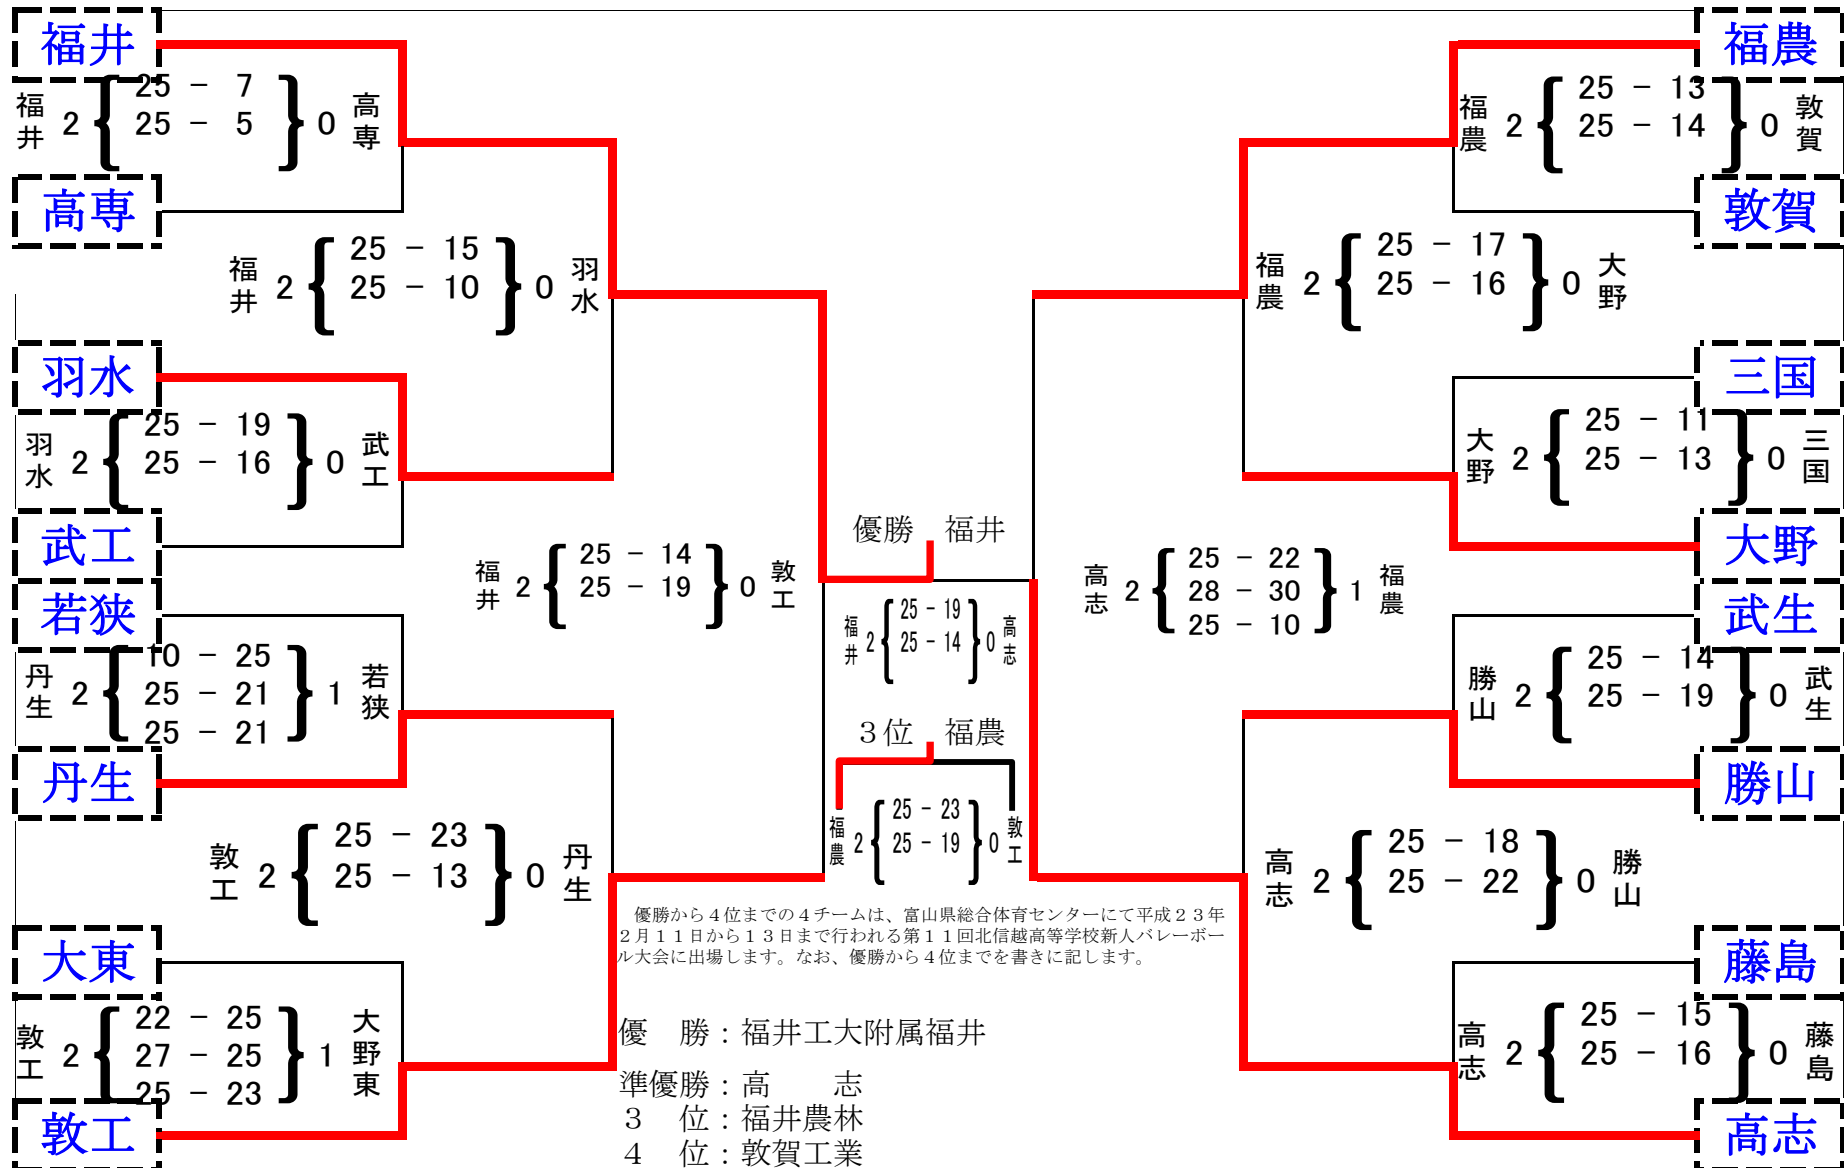 福井
福井 2 { 25 － 7 } 0 高専
25 － 5
高専
福井 2 { 25 － 15 } 0 羽水
25 － 10
羽水
羽水 2 { 25 － 19 } 0 武工
25 － 16
武工
福井 2 { 25 － 14 } 0 敦工
25 － 19
若狭
丹生 2 { 10 － 25 } 1 若狭
25 － 21
25 － 21
丹生
敦工 2 { 25 － 23 } 0 丹生
25 － 13
大東
敦工 2 { 22 － 25 } 1 大野東
27 － 25
25 － 23
敦工
優勝 福井
福井 2 { 25 － 19 } 0 高志
25 － 14
３位 福農
福農 2 { 25 － 23 } 0 敦工
25 － 19
福農
福農 2 { 25 － 13 } 0 敦賀
25 － 14
敦賀
福農 2 { 25 － 17 } 0 大野
25 － 16
三国
大野 2 { 25 － 11 } 0 三国
25 － 13
大野
高志 2 { 25 － 22 } 1 福農
28 － 30
25 － 10
武生
勝山 2 { 25 － 14 } 0 武生
25 － 19
勝山
高志 2 { 25 － 18 } 0 勝山
25 － 22
藤島
高志 2 { 25 － 15 } 0 藤島
25 － 16
高志
優勝から４位までの４チームは、富山県総合体育センターにて平成２３年
２月１１日から１３日まで行われる第１１回北信越高等学校新人バレーボー
ル大会に出場します。なお、優勝から４位までを書きに記します。
優　勝：福井工大附属福井
準優勝：高　　志
３　位：福井農林
４　位：敦賀工業